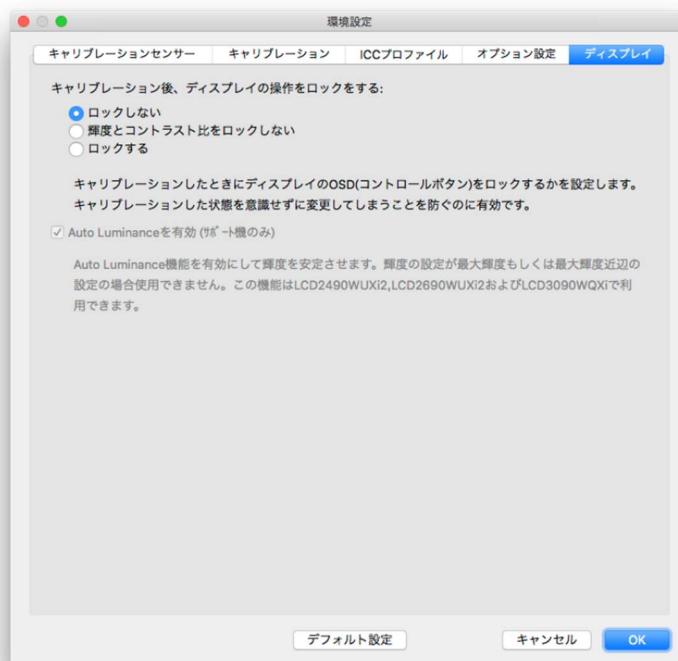 環境設定
キャリブレーションセンサー キャリブレーション ICCプロファイル オプション設定 ディスプレイ
キャリブレーション後、ディスプレイの操作をロックをする:
ロックしない
輝度とコントラスト比をロックしない
ロックする
キャリブレーションしたときにディスプレイのOSD(コントロールボタン)をロックするかを設定します。
キャリブレーションした状態を意識せずに変更してしまうことを防ぐのに有効です。
Auto Luminanceを有効 (ｻﾎﾟｰﾄ機のみ)
Auto Luminance機能を有効にして輝度を安定させます。輝度の設定が最大輝度もしくは最大輝度近辺の
設定の場合使用できません。この機能はLCD2490WUXi2,LCD2690WUXi2およびLCD3090WQXiで利
用できます。
デフォルト設定 キャンセル OK